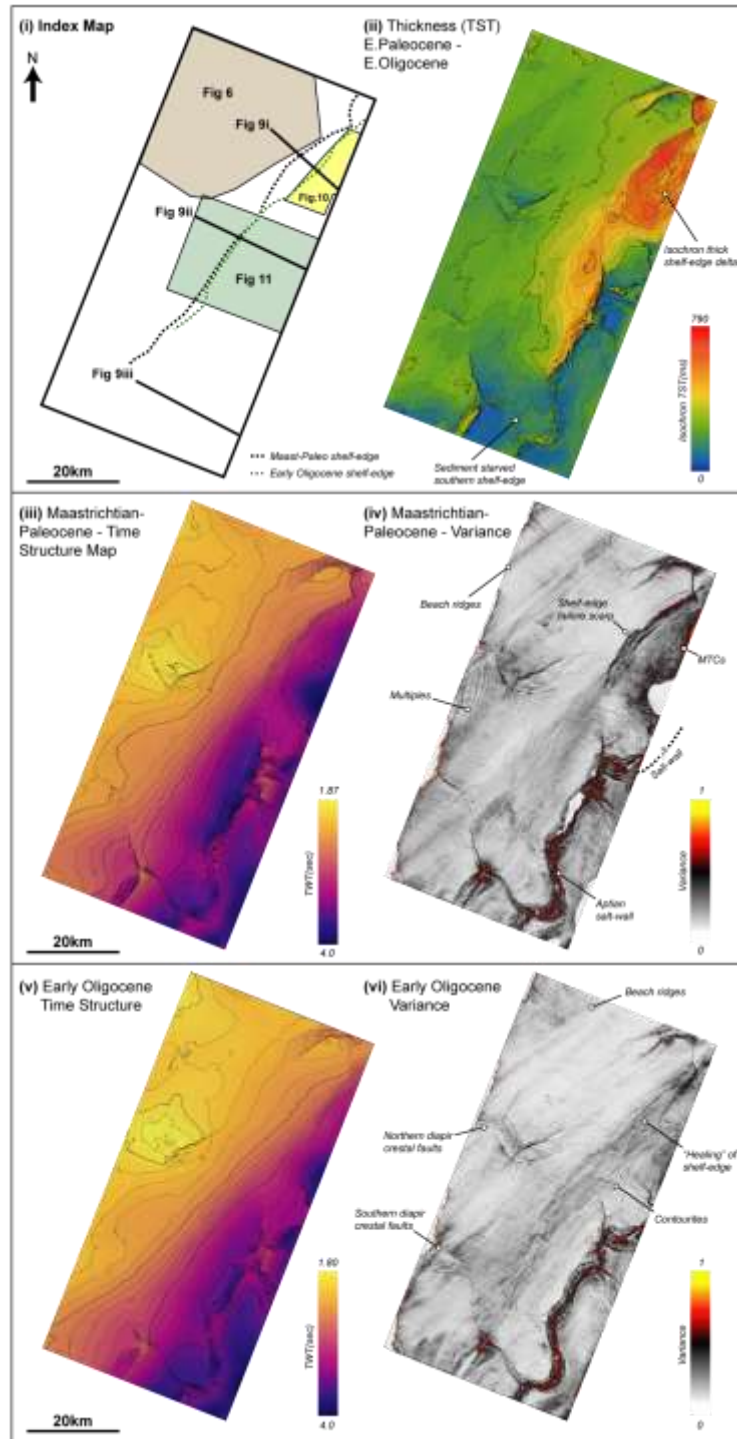 (i) Index Map
N
Fig 6
Fig 9i
Fig 10
Fig 9ii
Fig 11
Fig 9iii
Maast-Paleo shelf-edge
Early Oligocene shelf-edge
20km
(ii) Thickness (TST)
E.Paleocene -
E.Oligocene
Isochron thick
shelf-edge delta
790
Isochron TST(ms)
0
Sediment starved
southern shelf-edge
(iii) Maastrichtian-
Paleocene - Time
Structure Map
1.87
TWT(sec)
4.0
20km
(iv) Maastrichtian-
Paleocene - Variance
Beach ridges
Shelf-edge
failure scarp
MTCs
Multiples
Salt-wall
1
Variance
0
Aptian
salt-wall
(v) Early Oligocene
Time Structure
1.80
TWT(sec)
4.0
20km
(vi) Early Oligocene
Variance
Beach ridges
Northern diapir
crestal faults
"Healing" of
shelf-edge
Southern diapir
crestal faults
Contourites
1
Variance
0